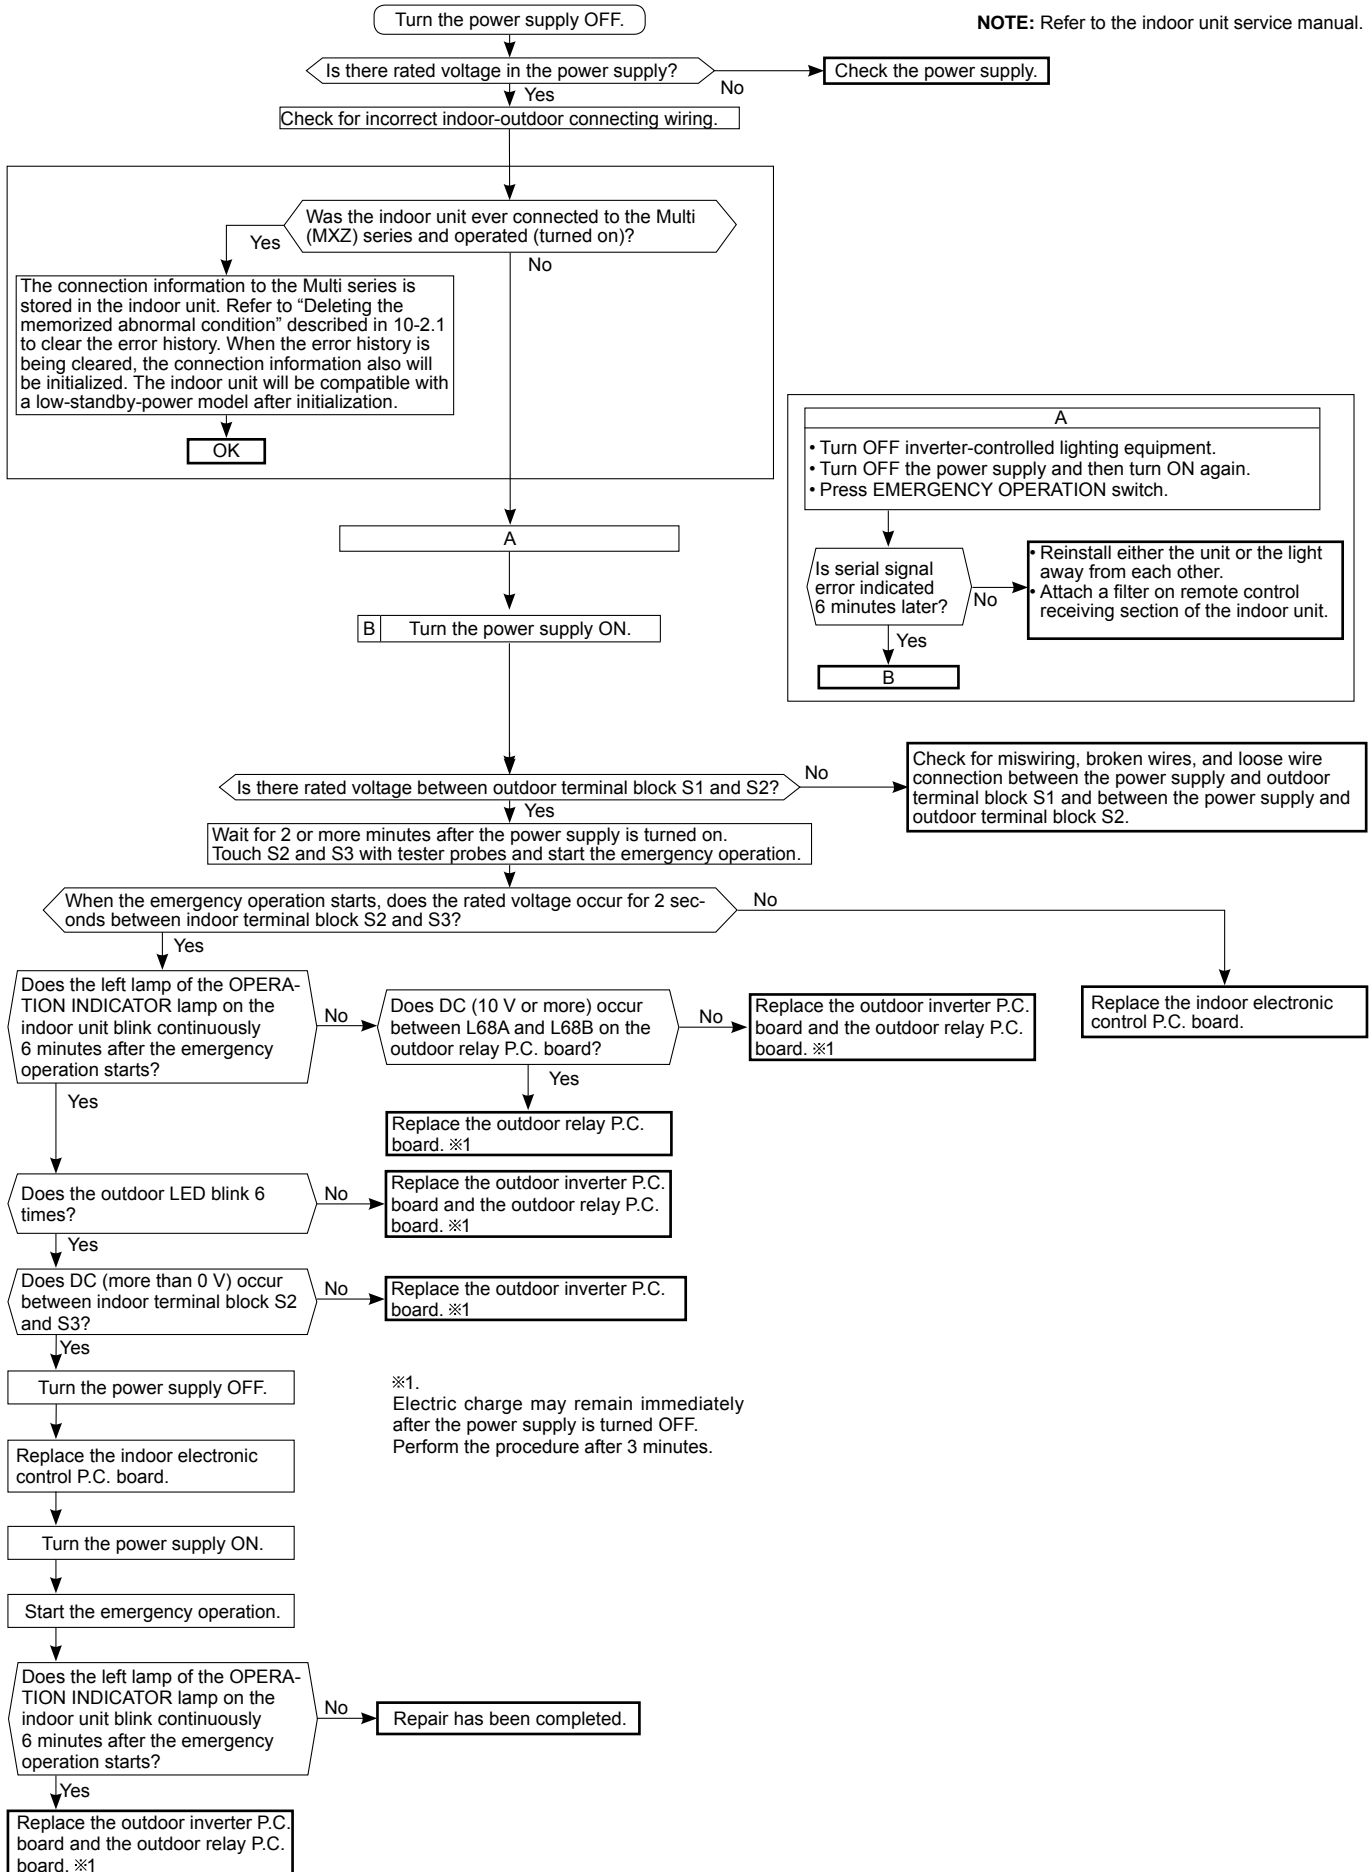 Turn the power supply OFF.
NOTE: Refer to the indoor unit service manual.
Is there rated voltage in the power supply?
No
Check the power supply.
Yes
Check for incorrect indoor-outdoor connecting wiring.
Was the indoor unit ever connected to the Multi
(MXZ) series and operated (turned on)?
Yes
No
The connection information to the Multi series is
stored in the indoor unit. Refer to “Deleting the
memorized abnormal condition” described in 10-2.1
to clear the error history. When the error history is
being cleared, the connection information also will
be initialized. The indoor unit will be compatible with
a low-standby-power model after initialization.
OK
A
• Turn OFF inverter-controlled lighting equipment.
• Turn OFF the power supply and then turn ON again.
• Press EMERGENCY OPERATION switch.
Is serial signal
error indicated
6 minutes later?
No
• Reinstall either the unit or the light
away from each other.
• Attach a filter on remote control
receiving section of the indoor unit.
Yes
B
A
B
Turn the power supply ON.
Is there rated voltage between outdoor terminal block S1 and S2?
No
Check for miswiring, broken wires, and loose wire
connection between the power supply and outdoor
terminal block S1 and between the power supply and
outdoor terminal block S2.
Yes
Wait for 2 or more minutes after the power supply is turned on.
Touch S2 and S3 with tester probes and start the emergency operation.
When the emergency operation starts, does the rated voltage occur for 2 sec-
onds between indoor terminal block S2 and S3?
No
Replace the indoor electronic
control P.C. board.
Yes
Does the left lamp of the OPERA-
TION INDICATOR lamp on the
indoor unit blink continuously
6 minutes after the emergency
operation starts?
No
Does DC (10 V or more) occur
between L68A and L68B on the
outdoor relay P.C. board?
No
Replace the outdoor inverter P.C.
board and the outdoor relay P.C.
board. ※1
Yes
Replace the outdoor relay P.C.
board. ※1
Yes
Does the outdoor LED blink 6
times?
No
Replace the outdoor inverter P.C.
board and the outdoor relay P.C.
board. ※1
Yes
Does DC (more than 0 V) occur
between indoor terminal block S2
and S3?
No
Replace the outdoor inverter P.C.
board. ※1
Yes
Turn the power supply OFF.
※1.
Electric charge may remain immediately
after the power supply is turned OFF.
Perform the procedure after 3 minutes.
Replace the indoor electronic
control P.C. board.
Turn the power supply ON.
Start the emergency operation.
Does the left lamp of the OPERA-
TION INDICATOR lamp on the
indoor unit blink continuously
6 minutes after the emergency
operation starts?
No
Repair has been completed.
Yes
Replace the outdoor inverter P.C.
board and the outdoor relay P.C.
board. ※1